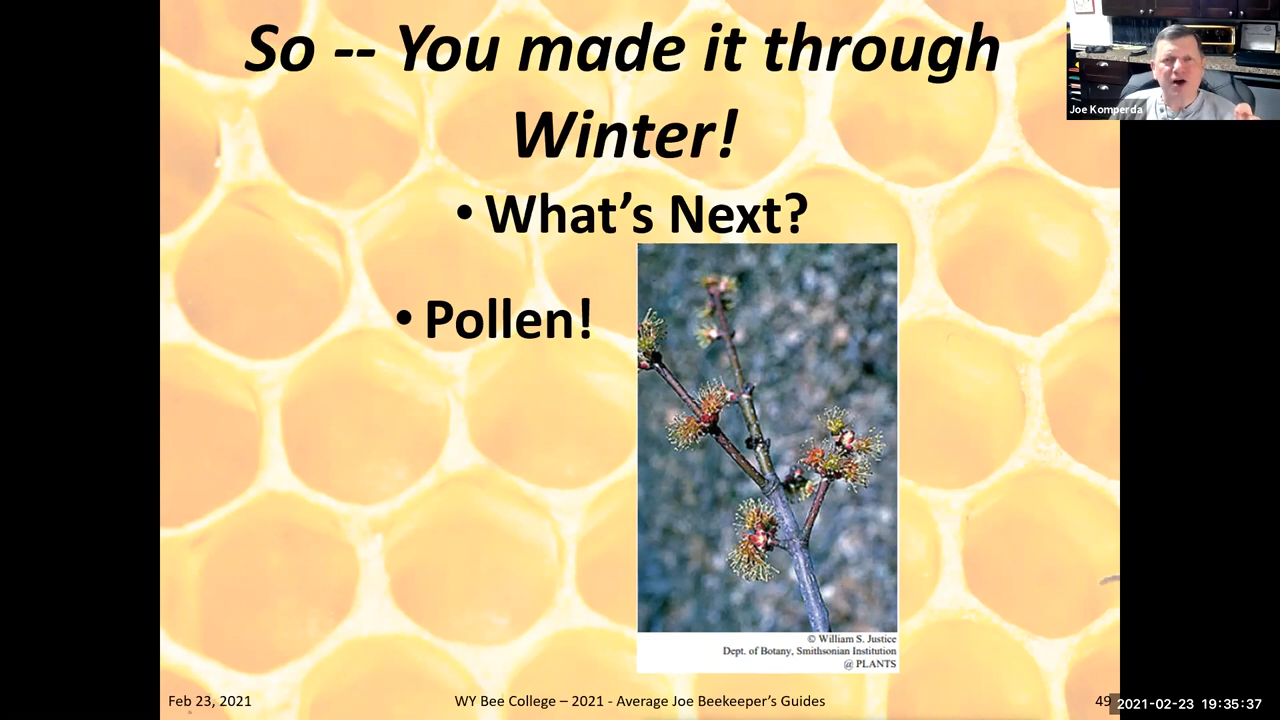 So -- You made it through
Winter!
• What's Next?
• Pollen!
© William S. Justice
Dept. of Botany, Smithsonian Institution
@ PLANTS
Joe Komperda
Feb 23, 2021
WY Bee College – 2021 - Average Joe Beekeeper's Guides
49
2021-02-23 19:35:37